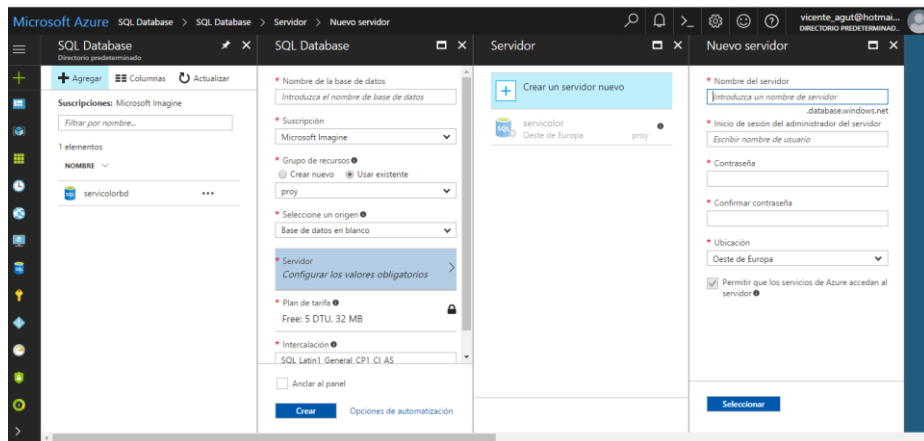 Microsoft Azure SQL Database > SQL Database > Servidor > Nuevo servidor
vicente_agut@hotmai...
DIRECTORIO PREDETERMINAD..
SQL Database
Directorio predeterminado
Agregar Columnas Actualizar
Suscripciones: Microsoft Imagine
Filtrar por nombre...
1 elementos
NOMBRE
servicolorbd ...
SQL Database
* Nombre de la base de datos
Introduzca el nombre de base de datos
* Suscripción
Microsoft Imagine
* Grupo de recursos
Crear nuevo Usar existente
proy
* Seleccione un origen
Base de datos en blanco
* Servidor
Configurar los valores obligatorios
* Plan de tarifa
Free: 5 DTU, 32 MB
* Intercalación
SQL_Latin1_General_CP1_CI_AS
Anclar al panel
Crear Opciones de automatización
Servidor
Crear un servidor nuevo
servicolor
Oeste de Europa proy
Nuevo servidor
* Nombre del servidor
Introduzca un nombre de servidor
.database.windows.net
* Inicio de sesión del administrador del servidor
Escribir nombre de usuario
* Contraseña
* Confirmar contraseña
* Ubicación
Oeste de Europa
Permitir que los servicios de Azure accedan al
servidor
Seleccionar